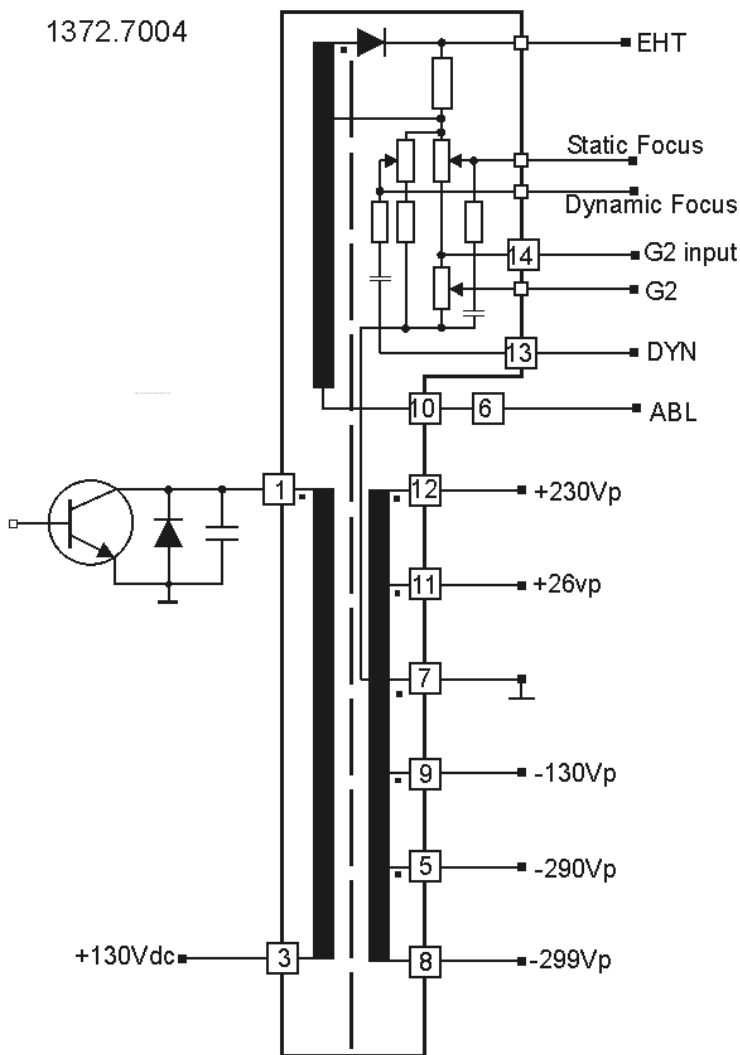 1372.7004
EHT
Static Focus
Dynamic Focus
14
G2 input
G2
13
DYN
10
6
ABL
1
12
+230Vp
11
+26vp
7
9
-130Vp
5
-290Vp
+130Vdc
3
8
-299Vp